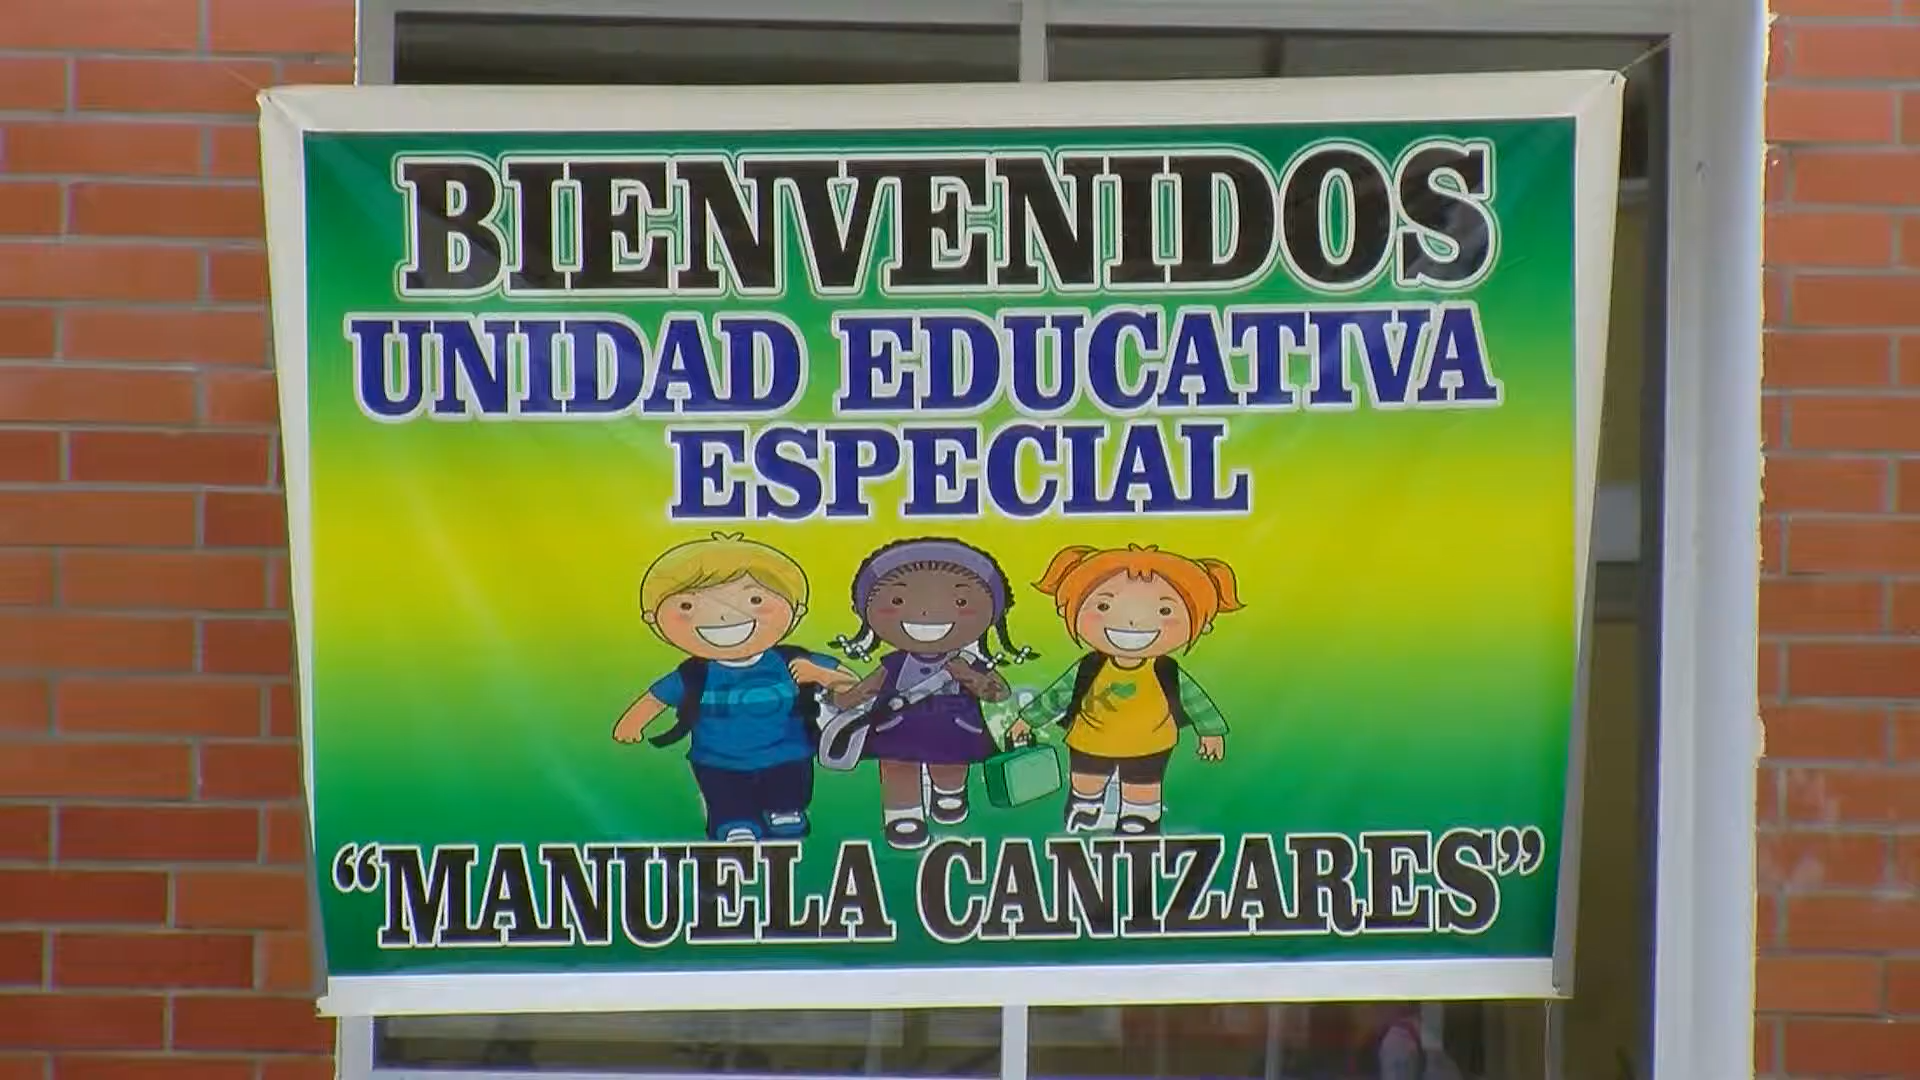 BIENVENIDOS
UNIDAD EDUCATIVA
ESPECIAL
“MANUELA CANIZARES”